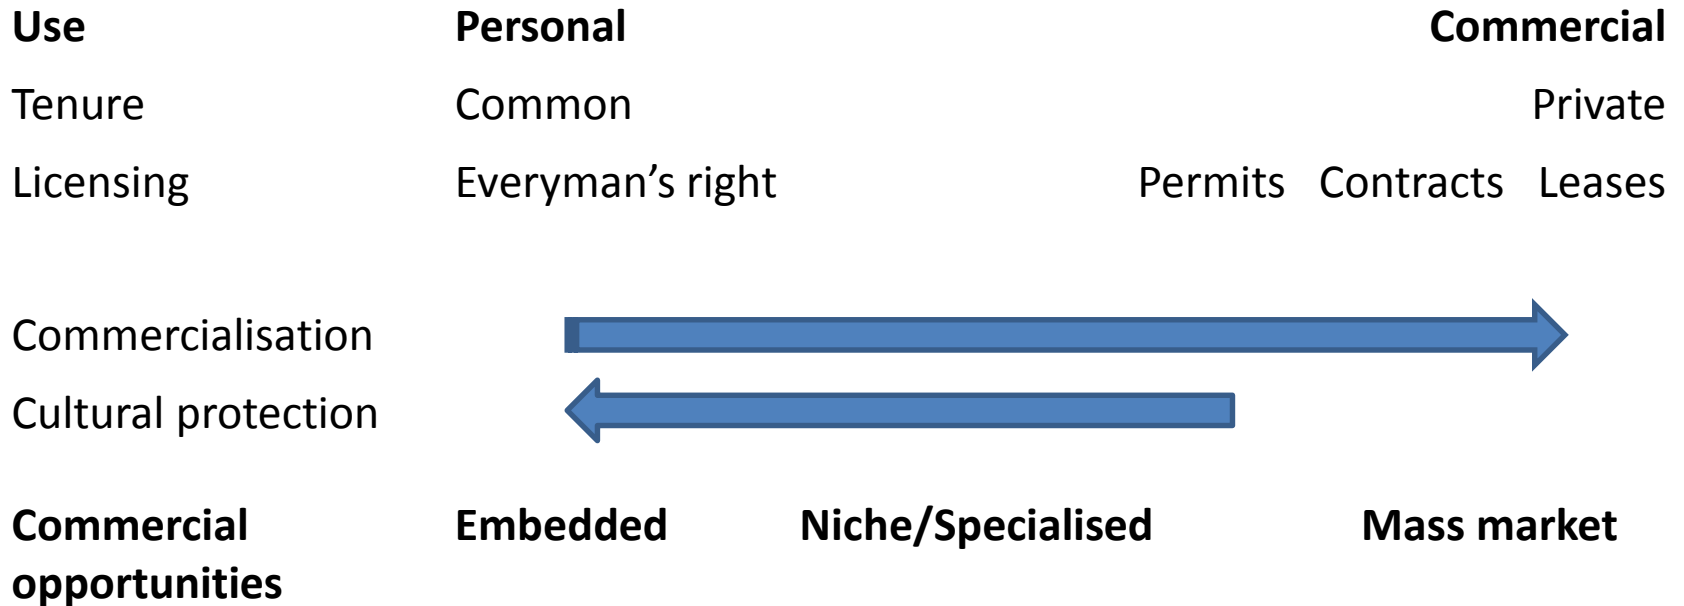 Use Personal Commercial
Tenure Common Private
Licensing Everyman’s right Permits Contracts Leases
Commercialisation
Cultural protection
Commercial Embedded Niche/Specialised Mass market
opportunities